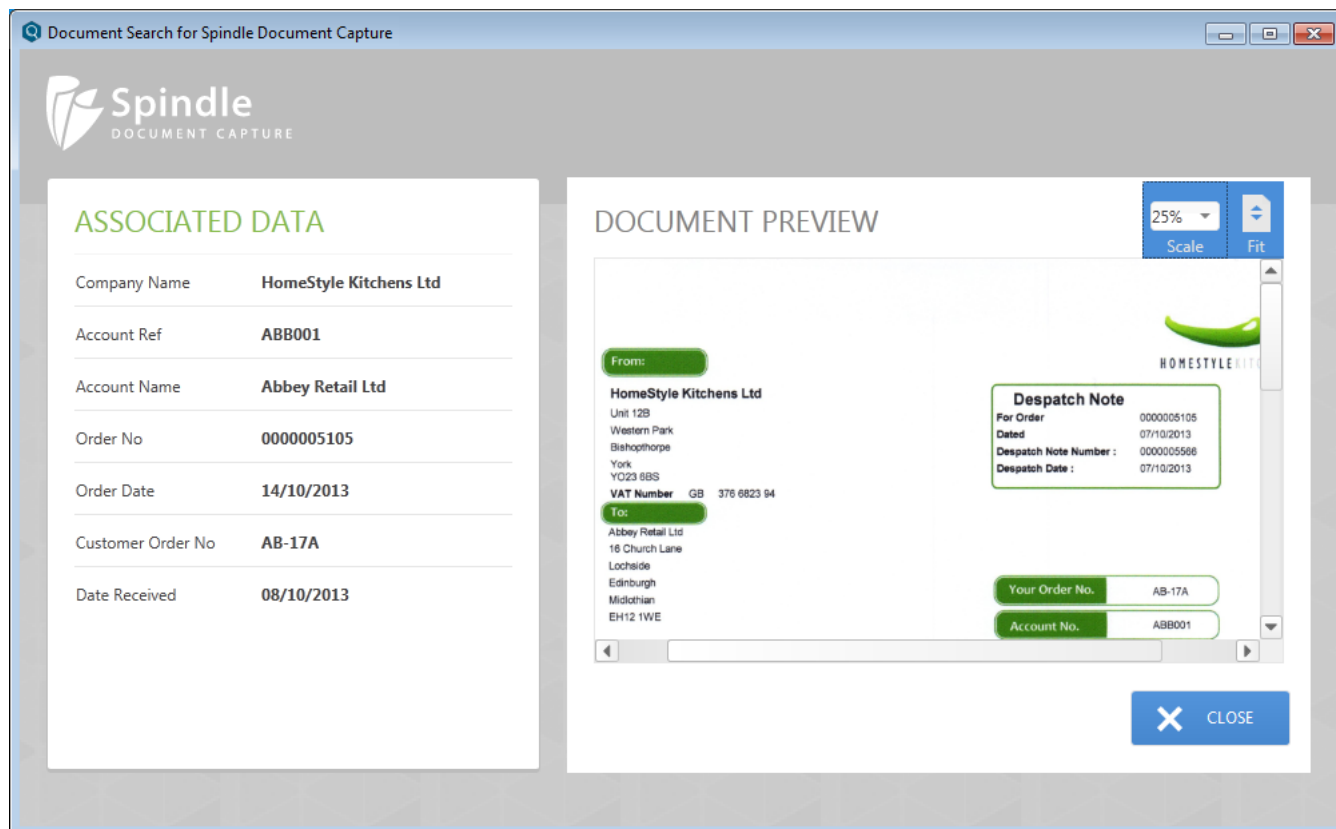 Document Search for Spindle Document Capture
Spindle
DOCUMENT CAPTURE
ASSOCIATED DATA
Company Name HomeStyle Kitchens Ltd
Account Ref ABB001
Account Name Abbey Retail Ltd
Order No 0000005105
Order Date 14/10/2013
Customer Order No AB-17A
Date Received 08/10/2013
DOCUMENT PREVIEW
25%
Scale
Fit
HOMESTYLEKITC
From:
HomeStyle Kitchens Ltd
Unit 12B
Western Park
Bishopthorpe
York
YO23 6BS
VAT Number GB 376 6823 94
To:
Abbey Retail Ltd
16 Church Lane
Lochside
Edinburgh
Midlothian
EH12 1WE
Despatch Note
For Order 0000005105
Dated 07/10/2013
Despatch Note Number : 0000005566
Despatch Date : 07/10/2013
Your Order No. AB-17A
Account No. ABB001
CLOSE